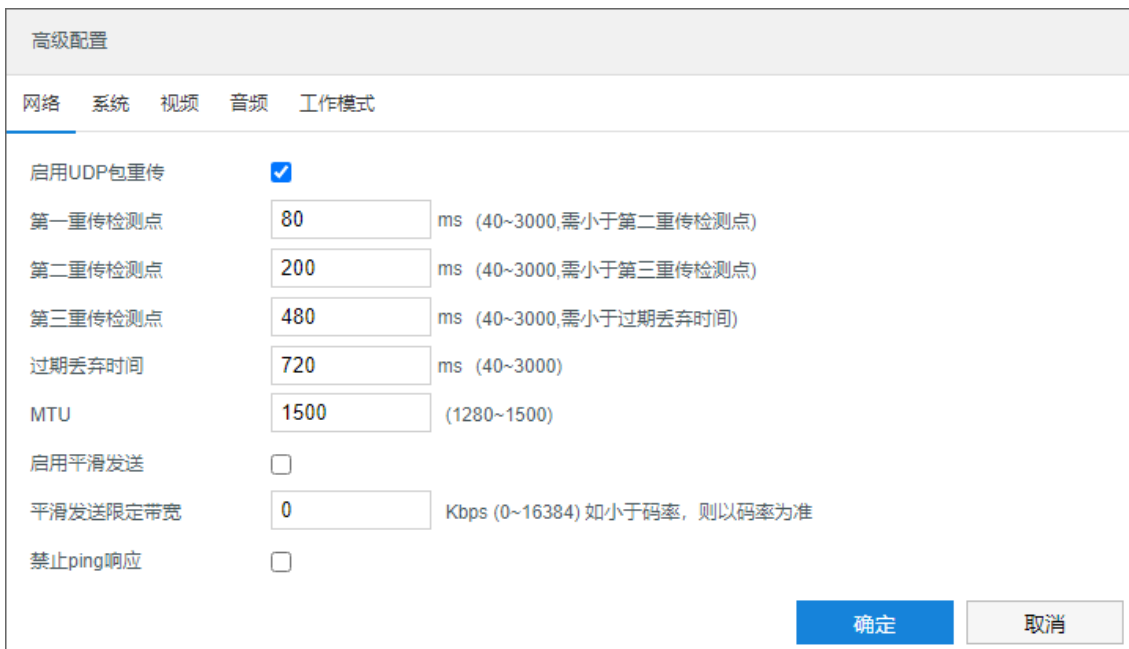 高级配置
网络 系统 视频 音频 工作模式
启用UDP包重传
第一重传检测点 80 ms (40~3000,需小于第二重传检测点)
第二重传检测点 200 ms (40~3000,需小于第三重传检测点)
第三重传检测点 480 ms (40~3000,需小于过期丢弃时间)
过期丢弃时间 720 ms (40~3000)
MTU 1500 (1280~1500)
启用平滑发送
平滑发送限定带宽 0 Kbps (0~16384) 如小于码率，则以码率为准
禁止ping响应
确定 取消